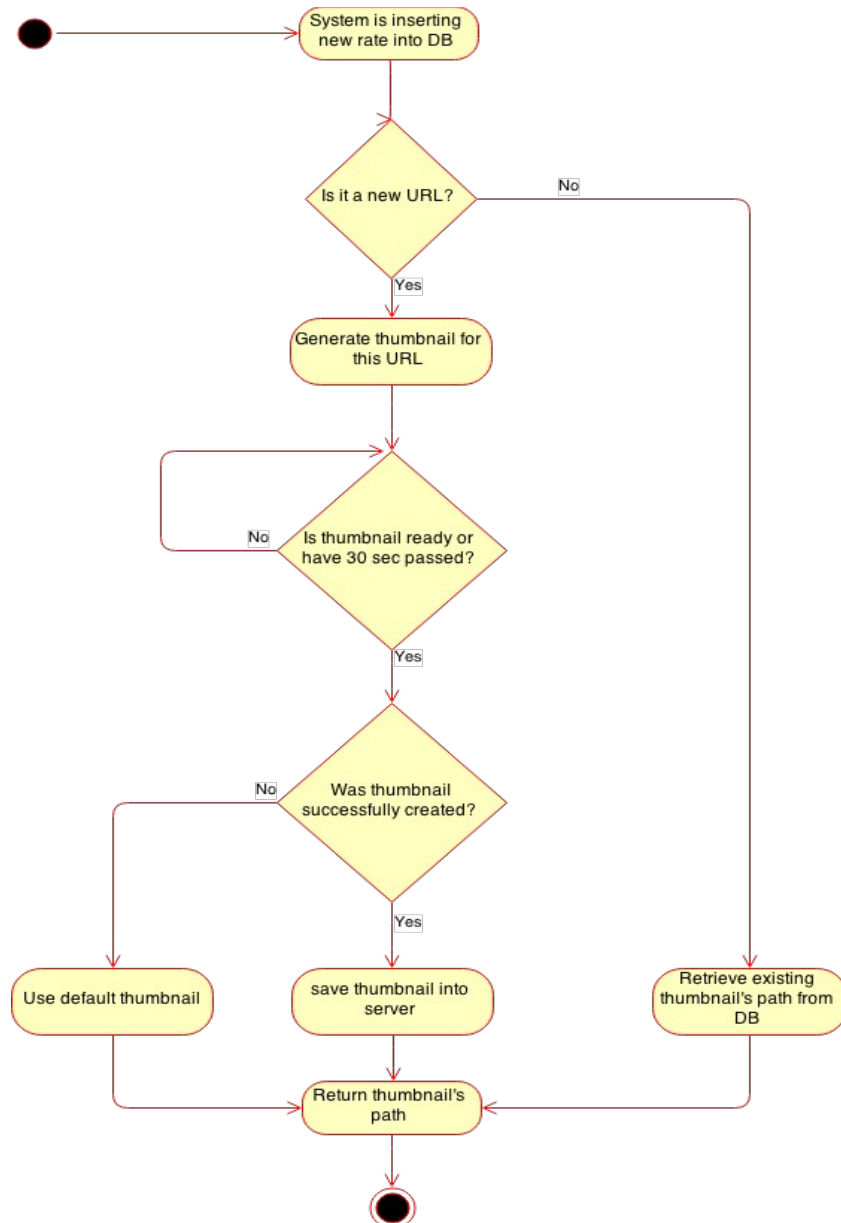 System is inserting
new rate into DB
Is it a new URL?
No
Yes
Generate thumbnail for
this URL
No
Is thumbnail ready or
have 30 sec passed?
Yes
No
Was thumbnail
successfully created?
Yes
Use default thumbnail
save thumbnail into
server
Retrieve existing
thumbnail's path from
DB
Return thumbnail's
path